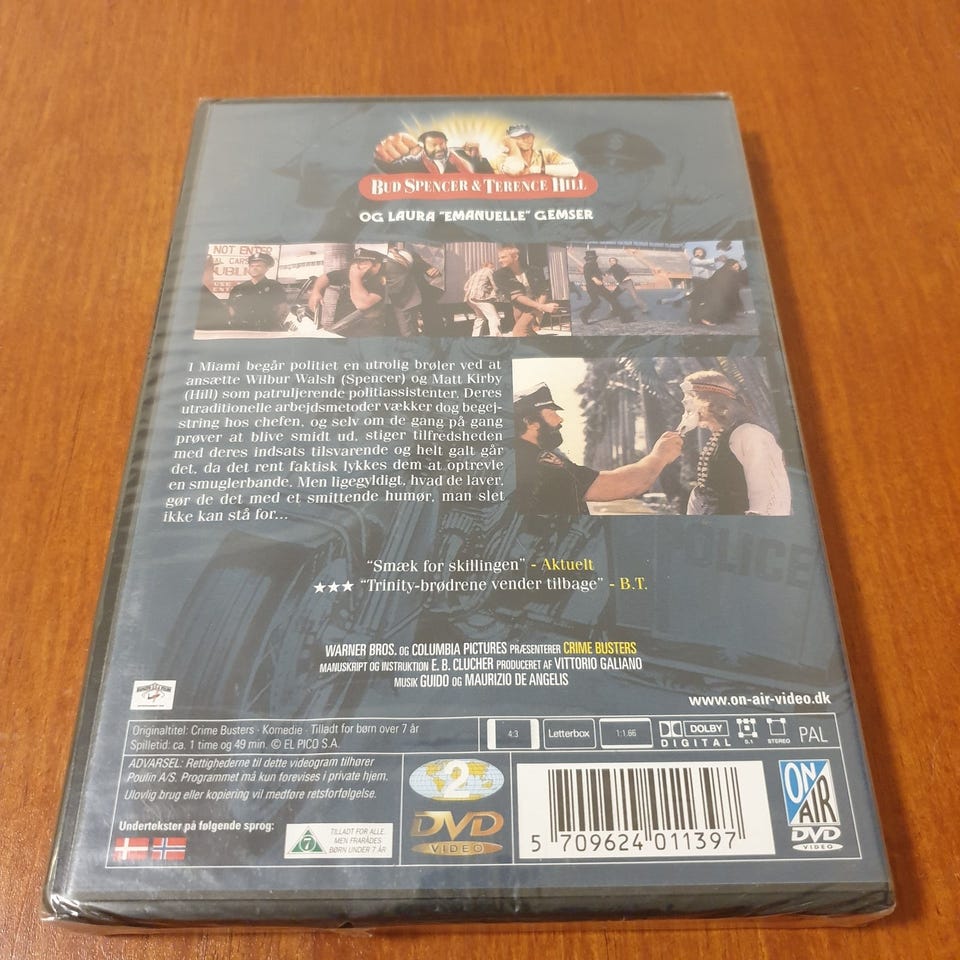 BUD SPENCER & TERENCE HILL
OG LAURA "EMANUELLE" GEMSER
NOT ENTER
AL CARS
UBLI
I Miami begår politiet en utrolig brøler ved at
ansætte Wilbur Walsh (Spencer) og Matt Kirby
(Hill) som patruljerende politiassistenter. Deres
utraditionelle arbejdsmetoder vækker dog begej-
string hos chefen, og selv om de gang på gang
prøver at blive smidt ud, stiger tilfredsheden
med deres indsats tilsvarende og helt galt går
det, da det rent faktisk lykkes dem at optrevle
en smuglerbande. Men ligegyldigt, hvad de laver,
gør de det med et smittende humør, man slet
ikke kan stå for...
POLICE
"Smæk for skillingen" - Aktuelt
★★★ "Trinity-brødrene vender tilbage" - B.T.
WARNER BROS. OG COLUMBIA PICTURES PRÆSENTERER CRIME BUSTERS
MANUSKRIPT OG INSTRUKTION E. B. CLUCHER PRODUCERET AF VITTORIO GALIANO
MUSIK GUIDO OG MAURIZIO DE ANGELIS
www.on-air-video.dk
Originaltitel: Crime Busters - Komedie - Tilladt for børn over 7 år
Spilletid: ca. 1 time og 49 min. © EL PICO S.A.
4:3
Letterbox
1:1.66
DOLBY
DIGITAL
5.1
STEREO
PAL
ADVARSEL: Rettighederne til dette videogram tilhører
Poulin A/S. Programmet må kun forevises i private hjem.
Ulovlig brug eller kopiering vil medføre retsforfølgelse.
Undertekster på følgende sprog:
7
TILLADT FOR ALLE,
MEN FRARÅDES
BØRN UNDER 7 ÅR
2
DVD
VIDEO
5 709624 011397
ON
AIR
DVD
VIDEO